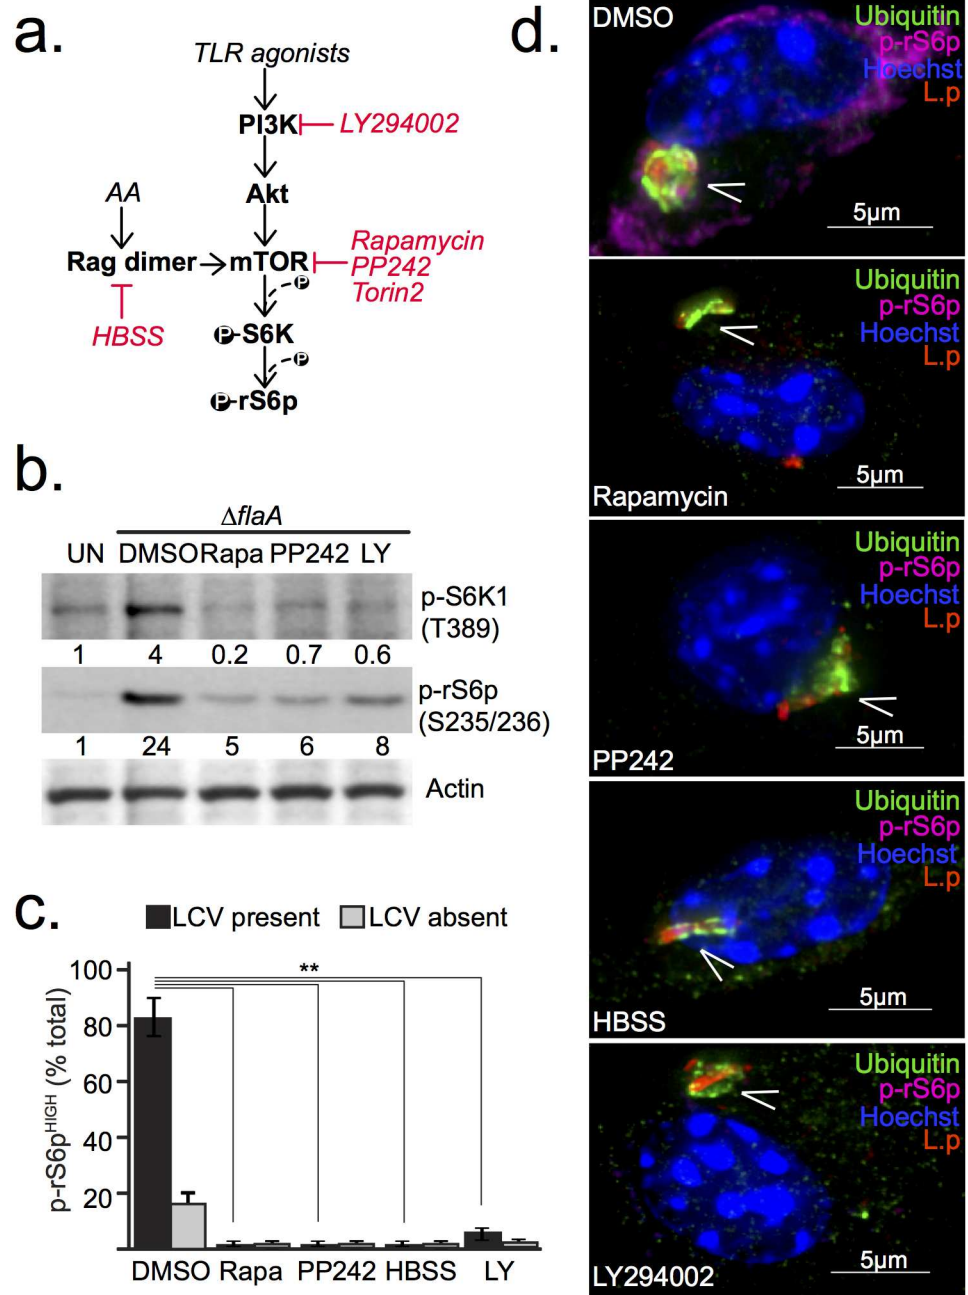 a.
TLR agonists
PI3K
LY294002
Akt
AA
Rag dimer
mTOR
Rapamycin
PP242
Torin2
HBSS
P
P-S6K
P
P-rS6p
b.
ΔflaA
UN DMSO Rapa PP242 LY
p-S6K1
(T389)
1 4 0.2 0.7 0.6
p-rS6p
(S235/236)
1 24 5 6 8
Actin
c.
LCV present LCV absent
**
p-rS6pHIGH (% total)
100
80
60
40
20
DMSO Rapa PP242 HBSS LY
d.
DMSO
Ubiquitin
p-rS6p
Hoechst
L.p
5µm
Ubiquitin
p-rS6p
Hoechst
L.p
5µm
Rapamycin
Ubiquitin
p-rS6p
Hoechst
L.p
5µm
PP242
Ubiquitin
p-rS6p
Hoechst
L.p
5µm
HBSS
Ubiquitin
p-rS6p
Hoechst
L.p
5µm
LY294002